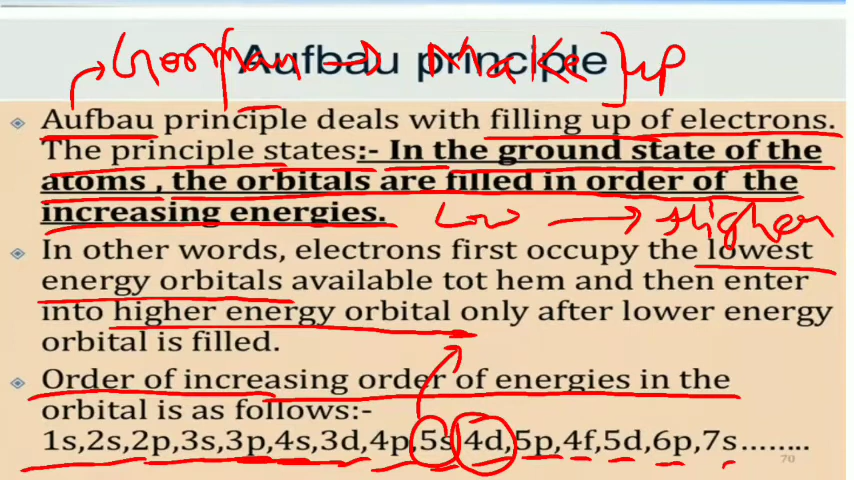 German → Make up
Aufbau principle
Aufbau principle deals with filling up of electrons.
The principle states:- In the ground state of the
atoms , the orbitals are filled in order of the
increasing energies. Low → Higher
In other words, electrons first occupy the lowest
energy orbitals available tot hem and then enter
into higher energy orbital only after lower energy
orbital is filled.
Order of increasing order of energies in the
orbital is as follows:-
1s,2s,2p,3s,3p,4s,3d,4p,5s,4d,5p,4f,5d,6p,7s........
70